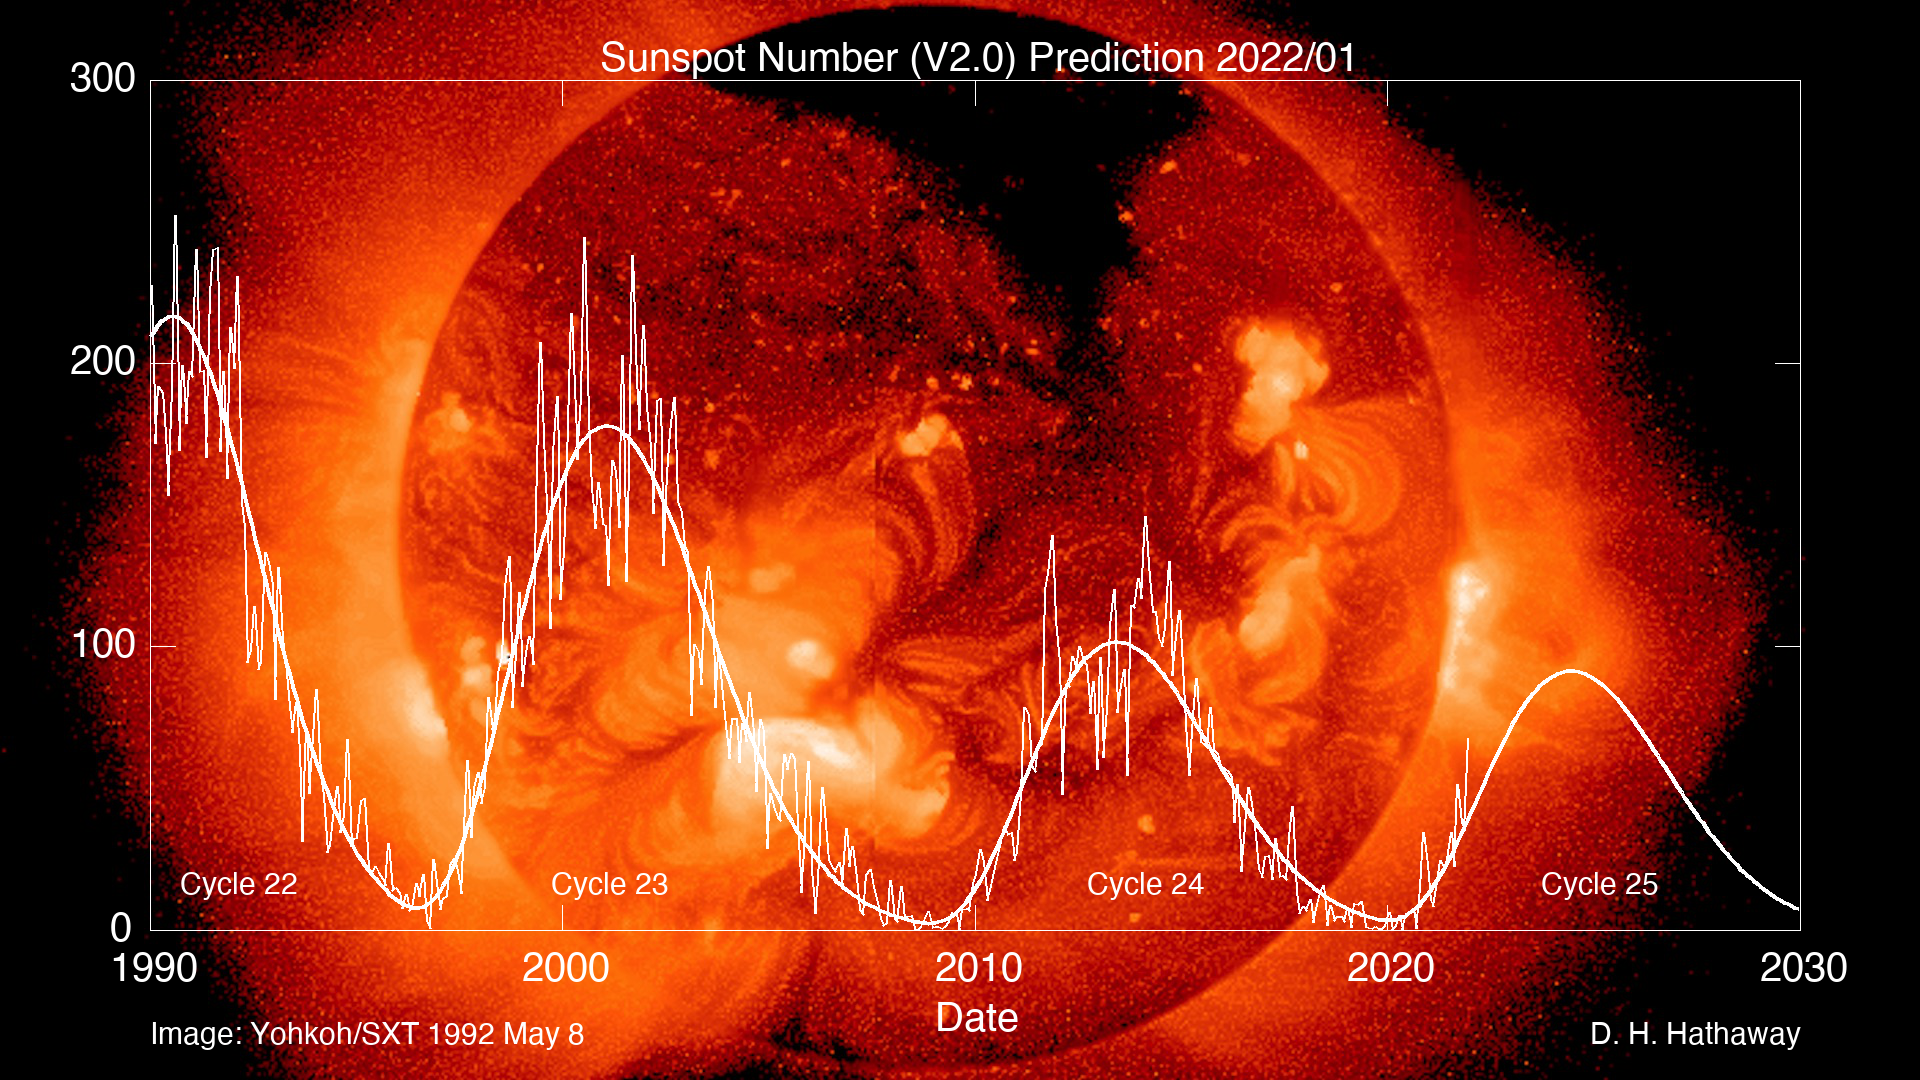 Sunspot Number (V2.0) Prediction 2022/01
300
200
100
0
Cycle 22
Cycle 23
Cycle 24
Cycle 25
1990
2000
2010
2020
2030
Date
Image: Yohkoh/SXT 1992 May 8
D. H. Hathaway